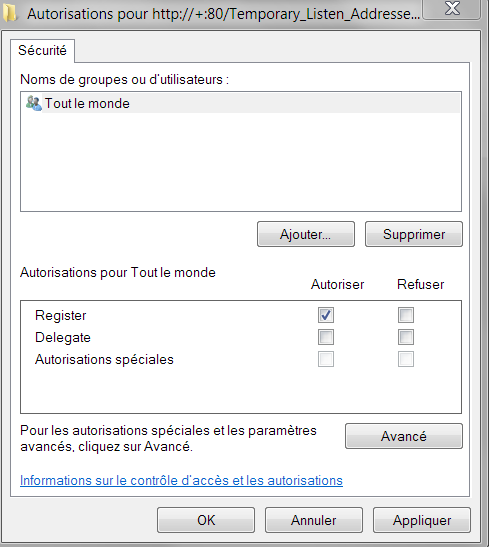 Autorisations pour http://+:80/Temporary_Listen_Addresse...
Sécurité
Noms de groupes ou d'utilisateurs :
Tout le monde
Ajouter... Supprimer
Autorisations pour Tout le monde Autoriser Refuser
Register
Delegate
Autorisations spéciales
Pour les autorisations spéciales et les paramètres
avancés, cliquez sur Avancé.
Avancé
Informations sur le contrôle d'accès et les autorisations
OK Annuler Appliquer